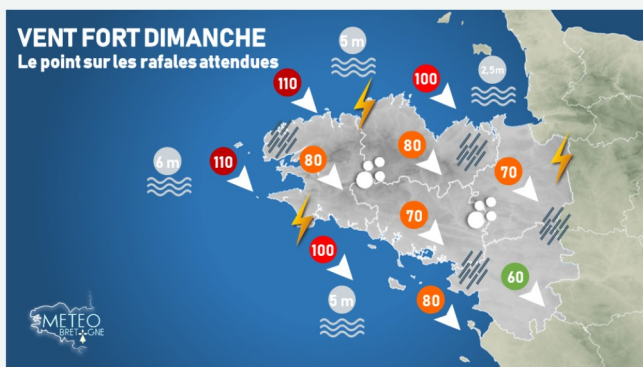 VENT FORT DIMANCHE
Le point sur les rafales attendues
5 m
2,5m
100
110
6 m
110
80
80
70
70
100
60
5 m
80
METEO
BRETAGNE